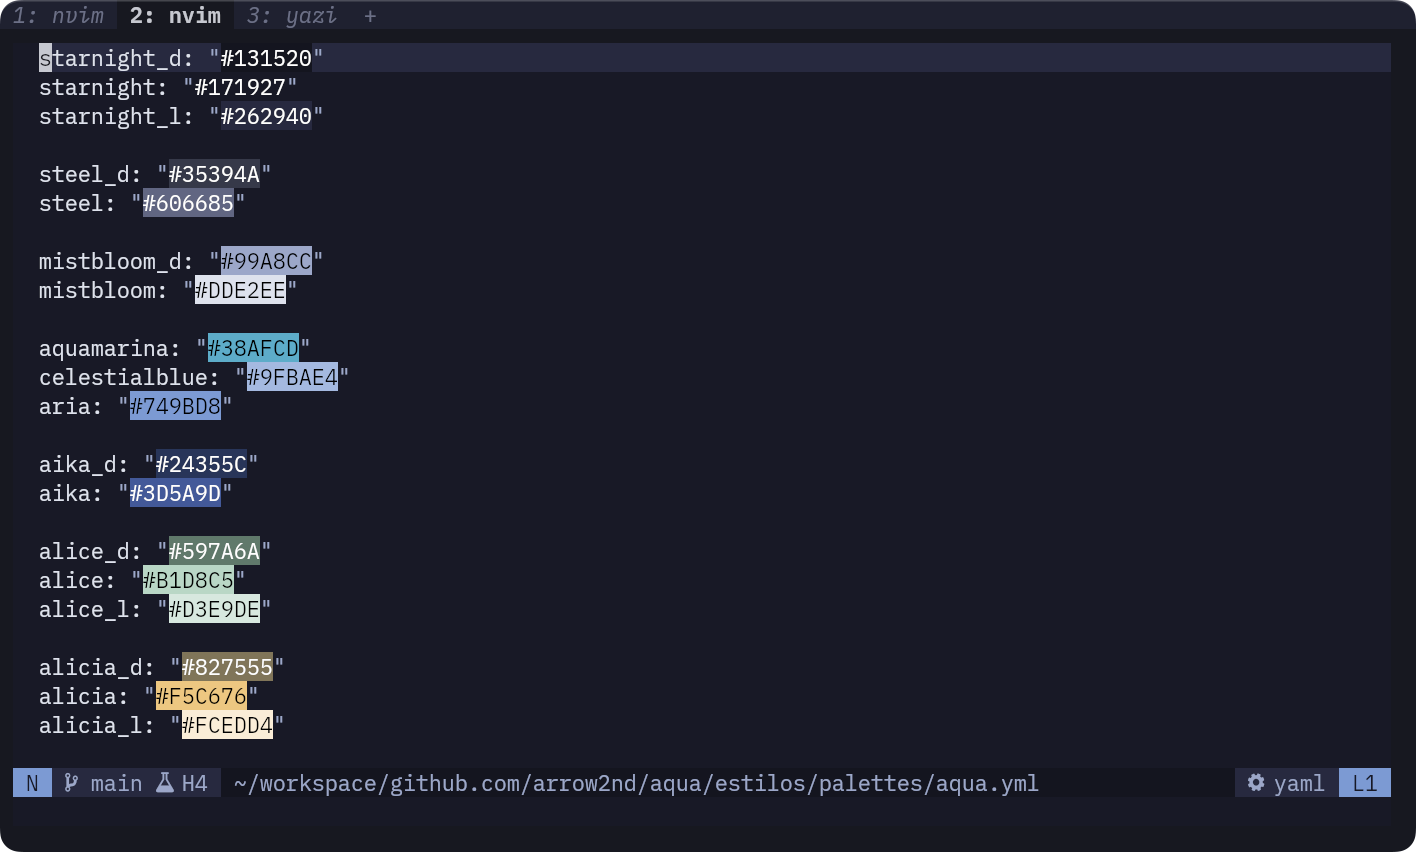 1: nvim 2: nvim 3: yazi +
starnight_d: "#131520"
starnight: "#171927"
starnight_l: "#262940"
steel_d: "#35394A"
steel: "#606685"
mistbloom_d: "#99A8CC"
mistbloom: "#DDE2EE"
aquamarina: "#38AFCD"
celestialblue: "#9FBAE4"
aria: "#749BD8"
aika_d: "#24355C"
aika: "#3D5A9D"
alice_d: "#597A6A"
alice: "#B1D8C5"
alice_l: "#D3E9DE"
alicia_d: "#827555"
alicia: "#F5C676"
alicia_l: "#FCEDD4"
N main H4 ~/workspace/github.com/arrow2nd/aqua/estilos/palettes/aqua.yml yaml L1